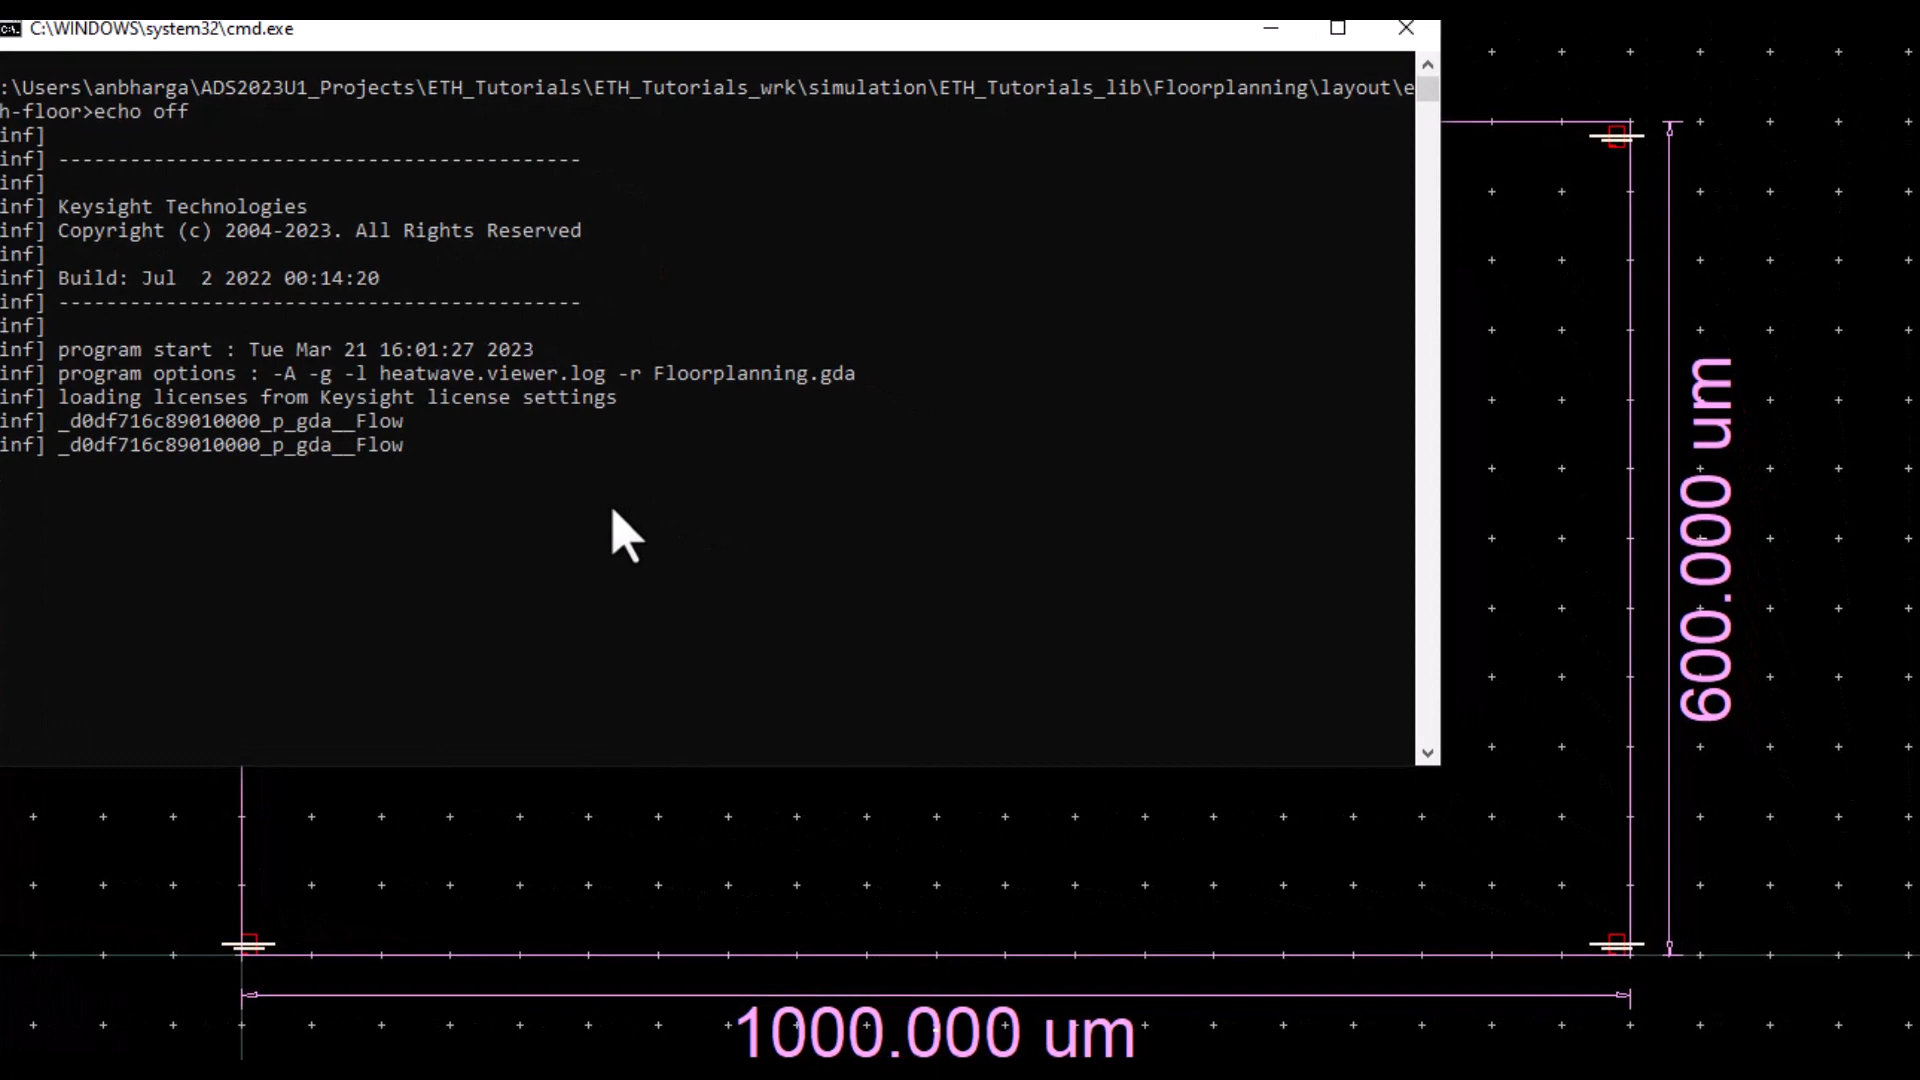 C:\WINDOWS\system32\cmd.exe
:\Users\anbharga\ADS2023U1_Projects\ETH_Tutorials\ETH_Tutorials_wrk\simulation\ETH_Tutorials_lib\Floorplanning\layout\e
h-floor>echo off
inf]
inf] --------------------------------------------
inf]
inf] Keysight Technologies
inf] Copyright (c) 2004-2023. All Rights Reserved
inf]
inf] Build: Jul  2 2022 00:14:20
inf] --------------------------------------------
inf]
inf] program start : Tue Mar 21 16:01:27 2023
inf] program options : -A -g -l heatwave.viewer.log -r Floorplanning.gda
inf] loading licenses from Keysight license settings
inf] _d0df716c89010000_p_gda__Flow
inf] _d0df716c89010000_p_gda__Flow
600.000 um
1000.000 um